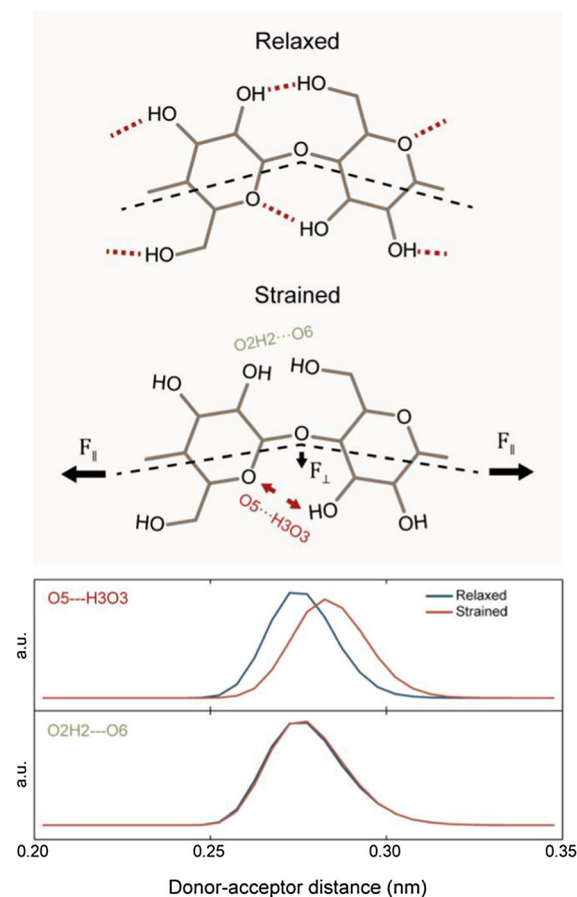 Relaxed
OH HO
HO O
O
O
HO
HO OH
Strained
O2H2···O6
HO OH HO
O
F∥ O F∥
F⊥
O
HO O5···H3O3 HO OH
O5---H3O3 Relaxed
Strained
a.u.
O2H2---O6
a.u.
0.20 0.25 0.30 0.35
Donor-acceptor distance (nm)